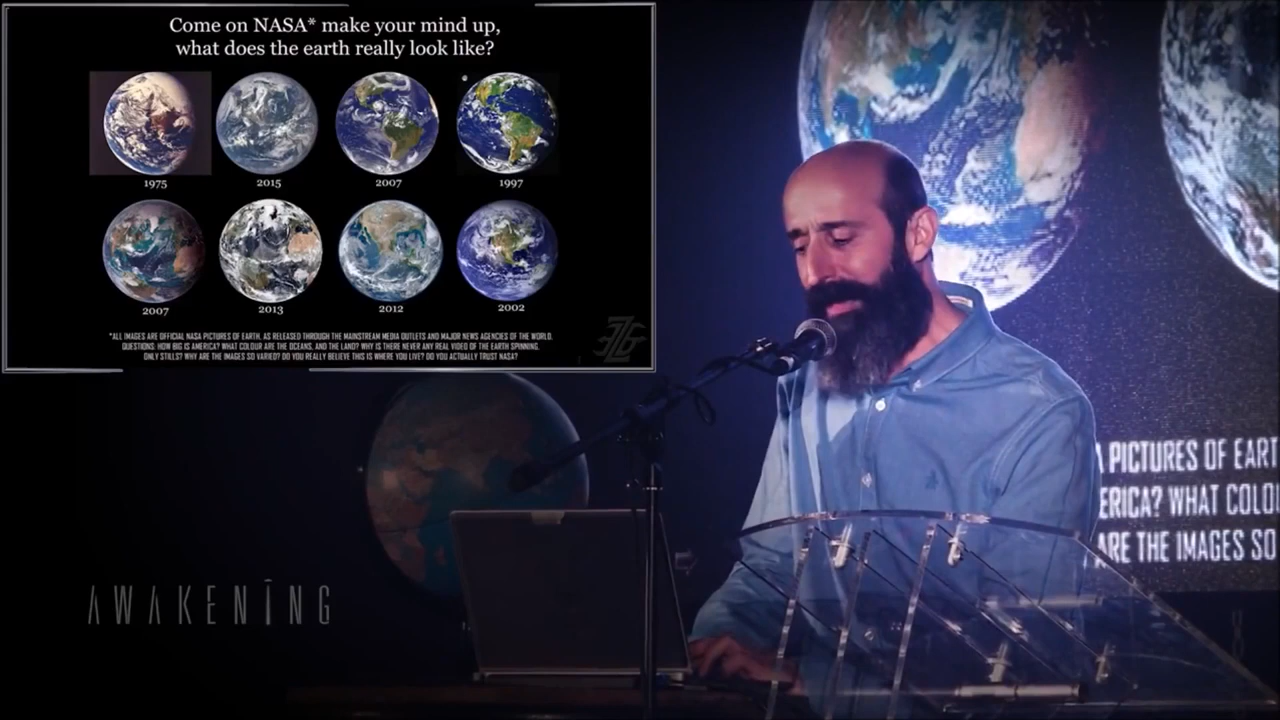 Come on NASA* make your mind up,
what does the earth really look like?
1975
2015
2007
1997
2007
2013
2012
2002
*ALL IMAGES ARE OFFICIAL NASA PICTURES OF EARTH, AS RELEASED THROUGH THE MAINSTREAM MEDIA OUTLETS AND MAJOR NEWS AGENCIES OF THE WORLD.
QUESTIONS: HOW BIG IS AMERICA? WHAT COLOUR ARE THE OCEANS, AND THE LAND? WHY IS THERE NEVER ANY REAL VIDEO OF THE EARTH SPINNING,
ONLY STILLS? WHY ARE THE IMAGES SO VARIED? DO YOU REALLY BELIEVE THIS IS WHERE YOU LIVE? DO YOU ACTUALLY TRUST NASA?
PICTURES OF EART
ERICA? WHAT COLO
ARE THE IMAGES SO
AWAKENING